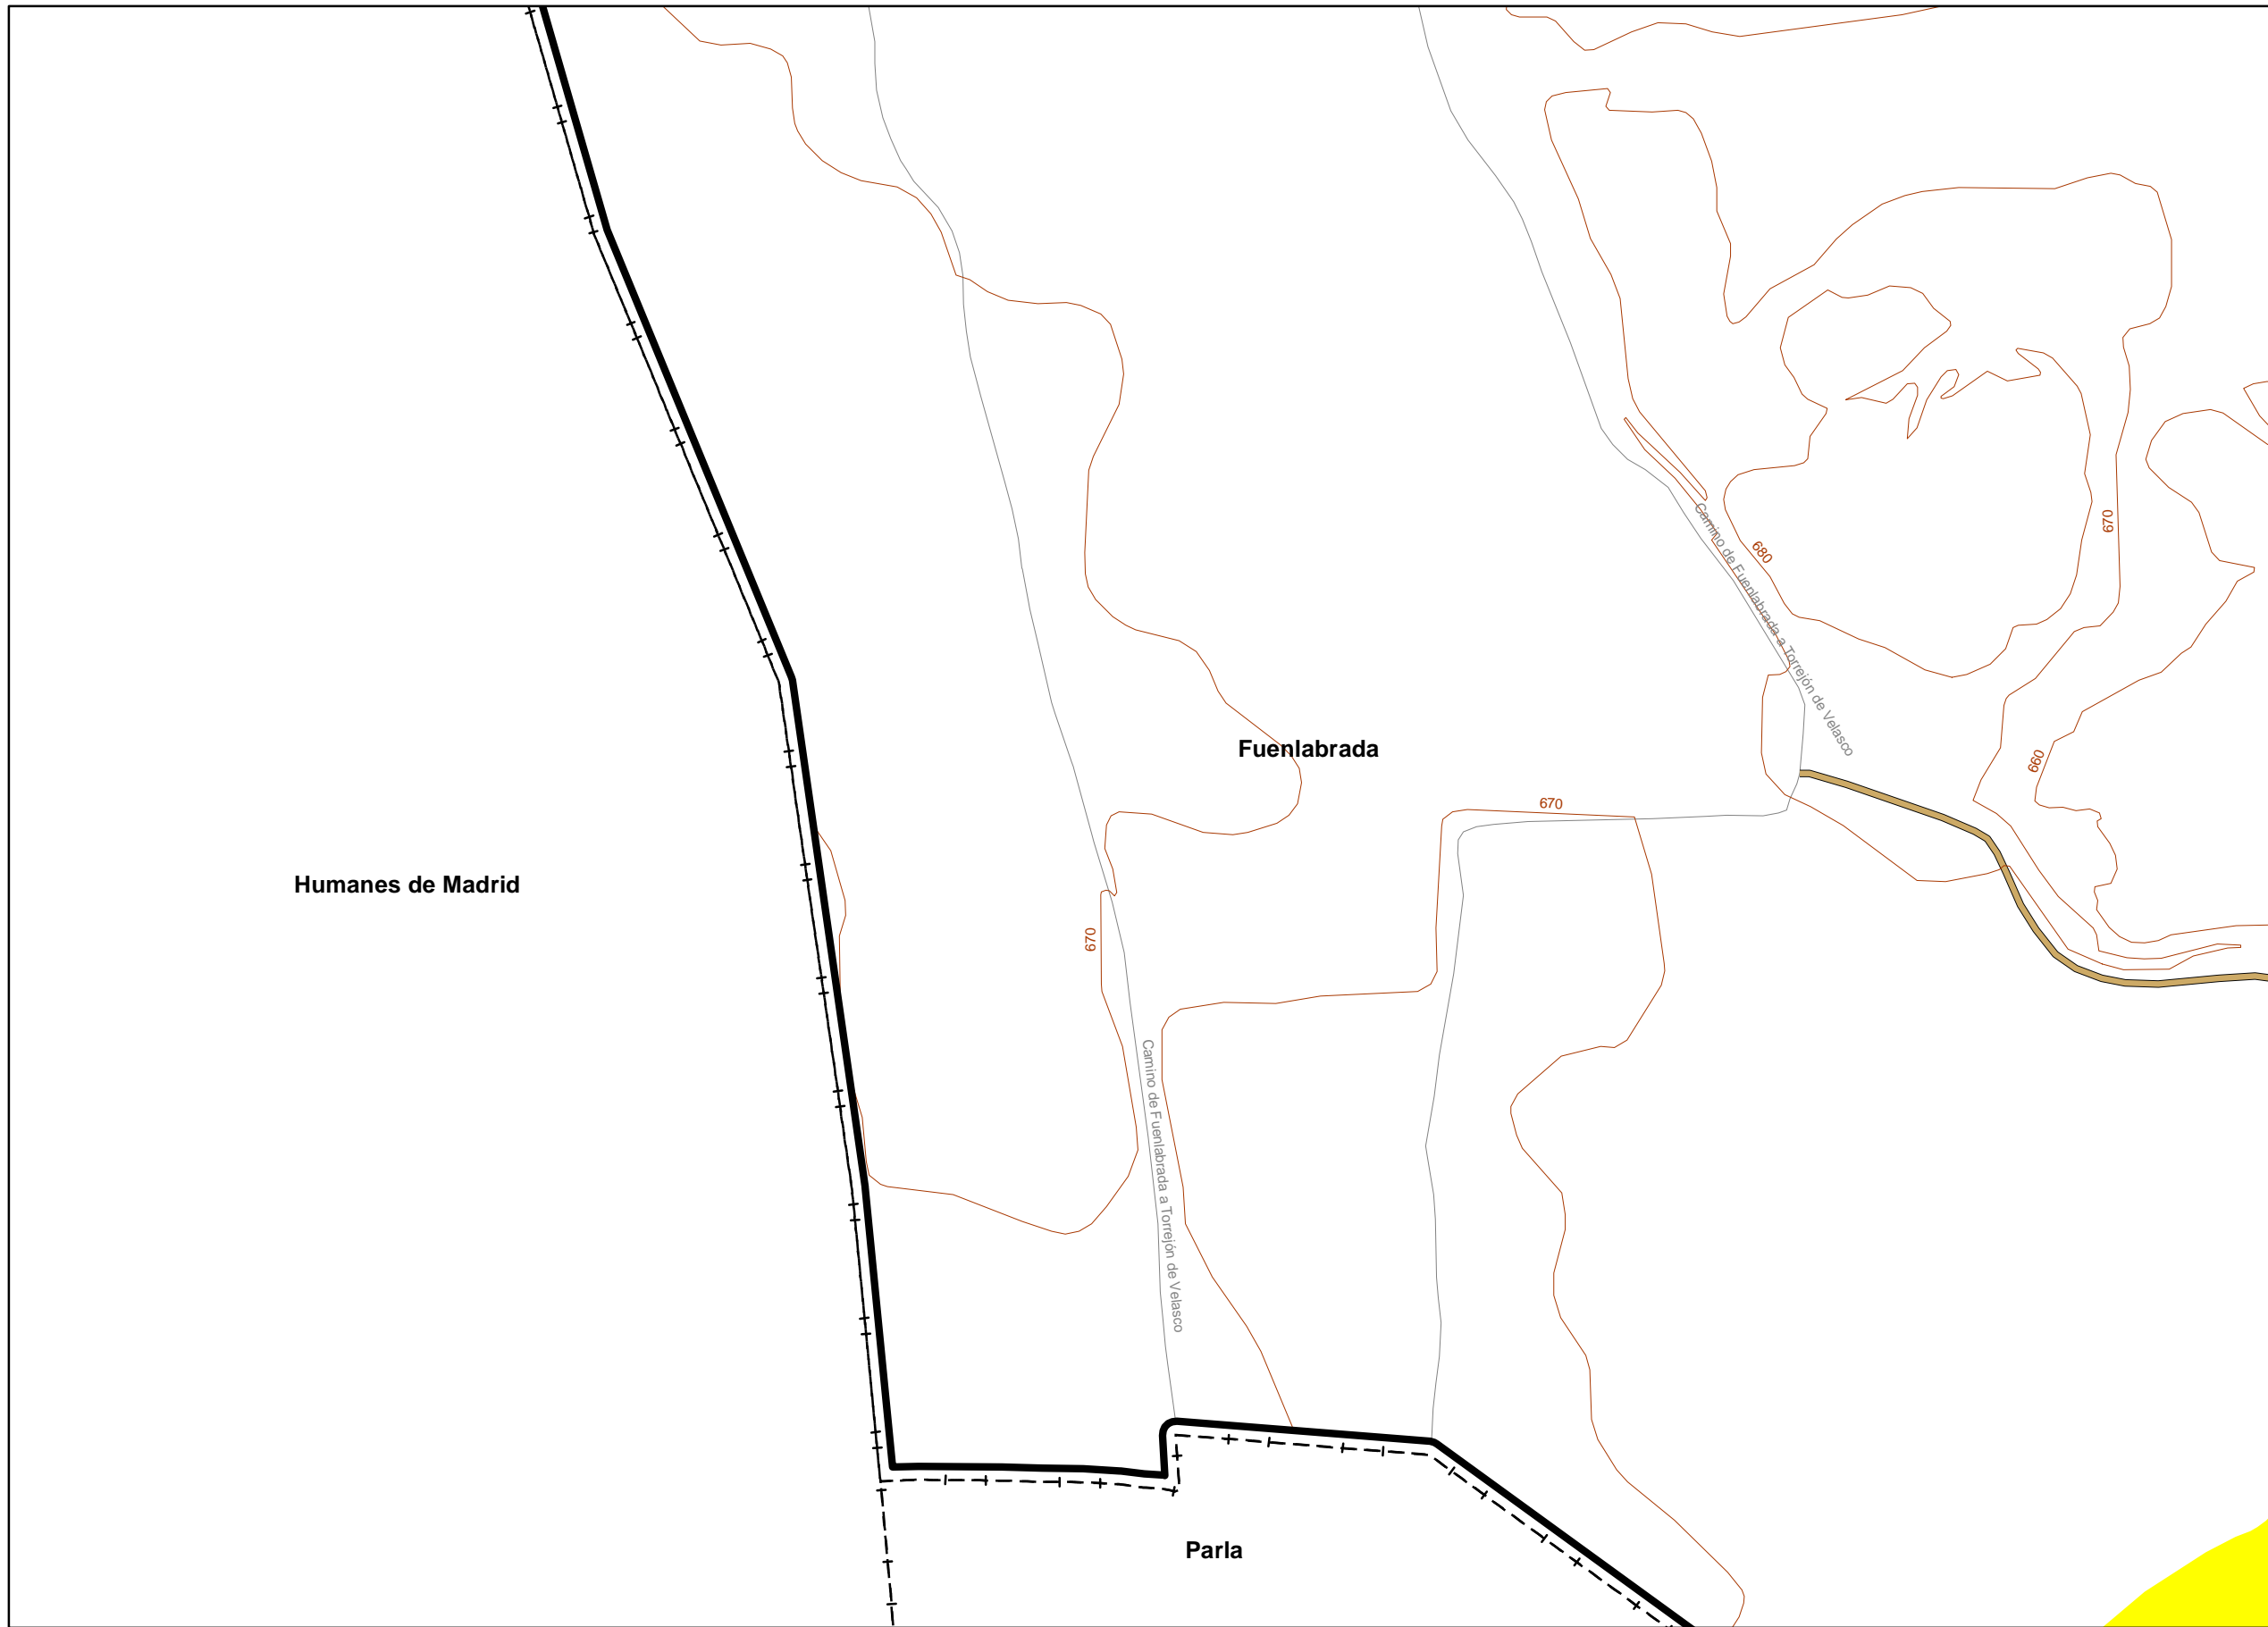 Camino de Fuenlabrada a Torrejón de Velasco
680
670
Fuenlabrada
660
670
Humanes de Madrid
670
Camino de Fuenlabrada a Torrejón de Velasco
Parla